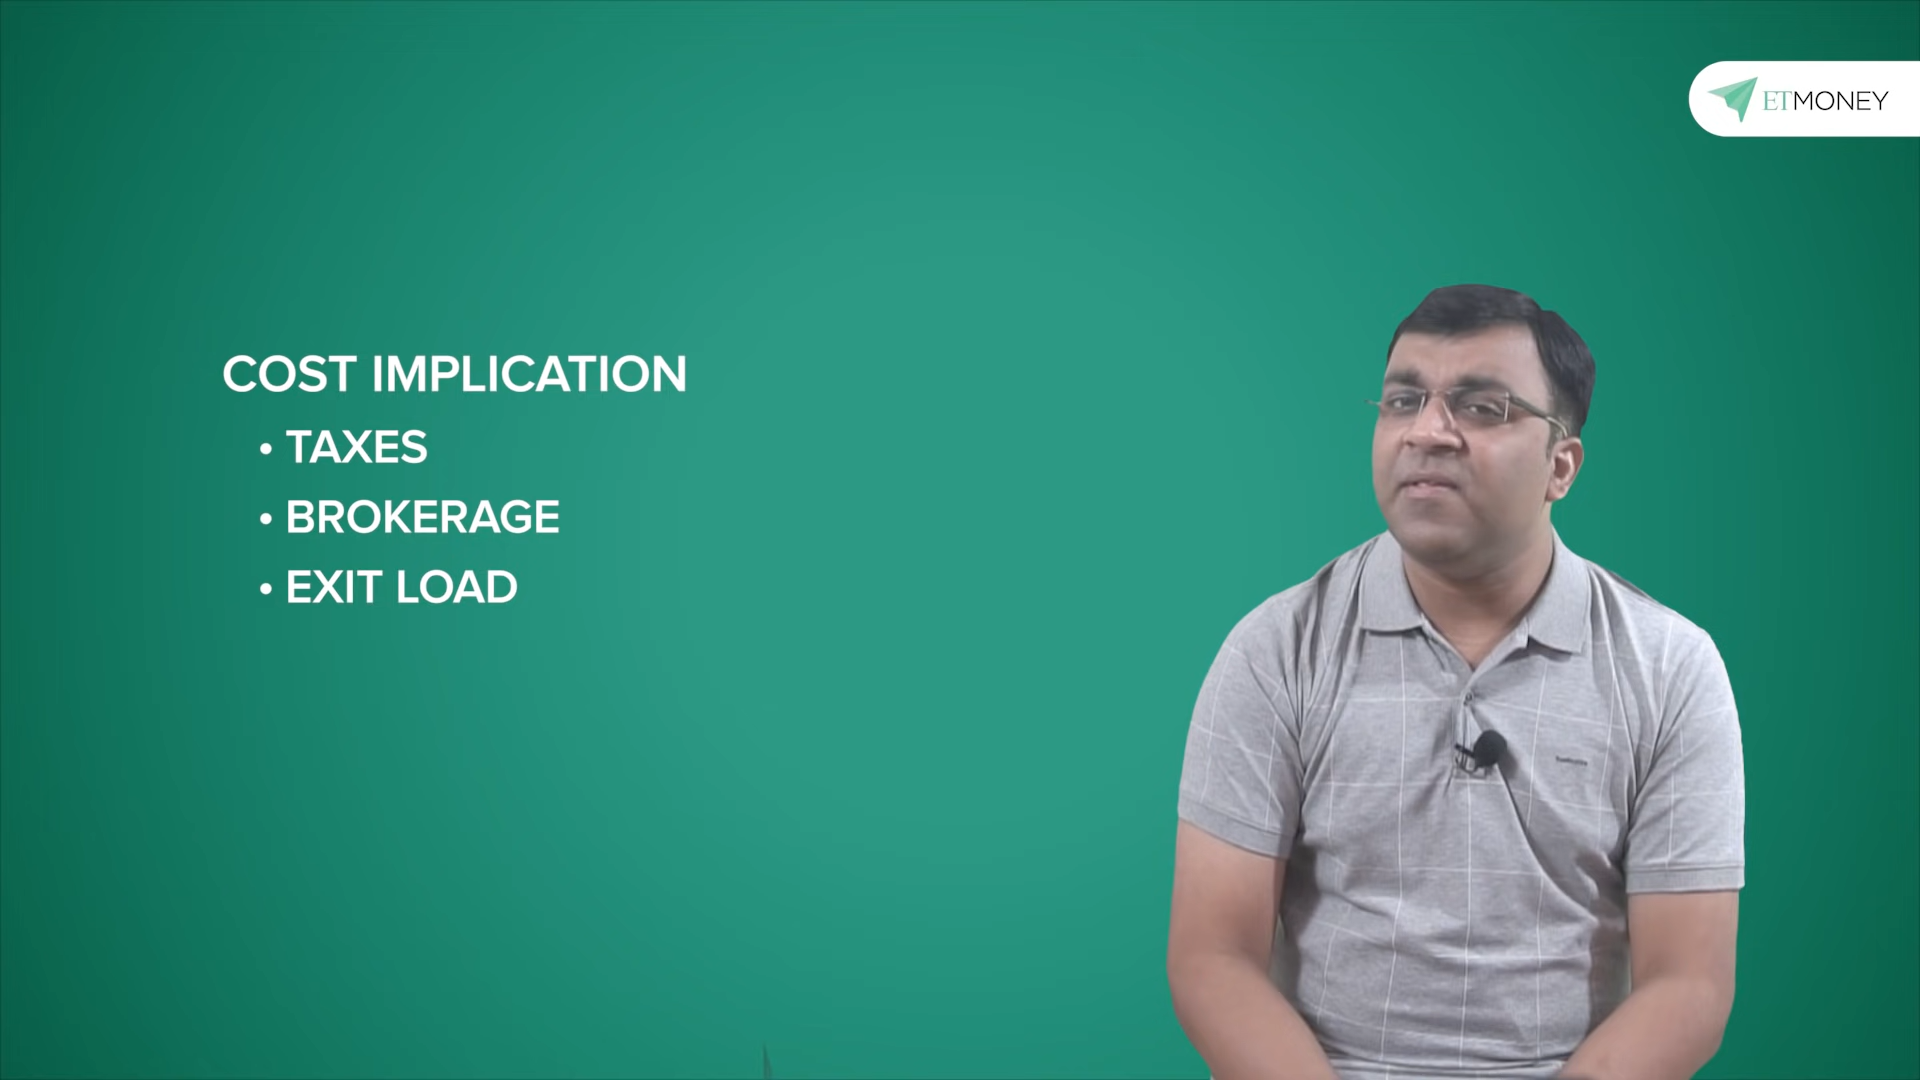 ETMONEY
COST IMPLICATION
• TAXES
• BROKERAGE
• EXIT LOAD